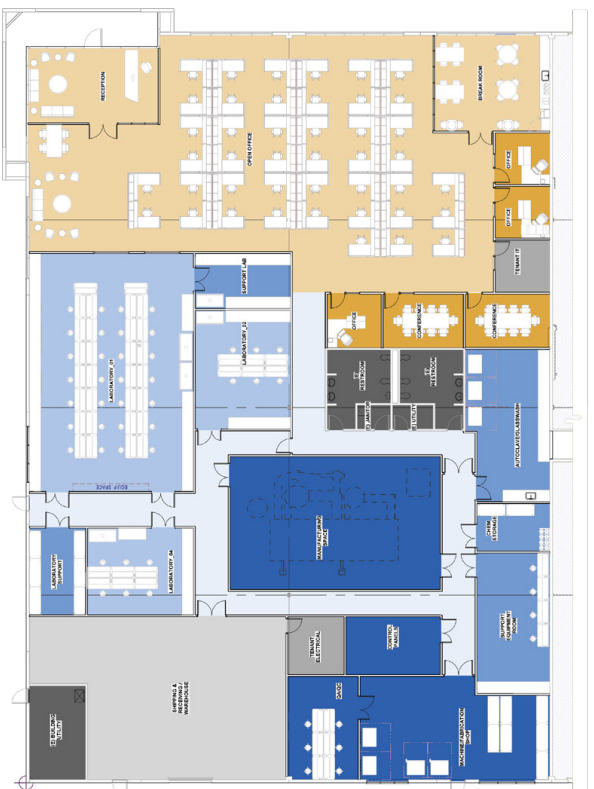 RECEPTION
OPEN OFFICE
BREAK ROOM
OFFICE
OFFICE
TENANT IT
SUPPORT LAB
LABORATORY_01
EQUIP SPACE
OFFICE
CONFERENCE
CONFERENCE
RESTROOM
RESTROOM
(E) JANITOR
(E) UTILITY
AUTOCLAVE/GLASSWASH
MANUFACTURING
SPACE
CHEM
STORAGE
LABORATORY
SUPPORT
LABORATORY_04
SUPPORT
EQUIPMENT
ROOM
SHIPPING &
RECEIVING /
WAREHOUSE
TENANT
ELECTRICAL
CONTROL
PANELS
(E) BUILDING
UTILITY
QA/QC
MACHINE/FABRICATION
SHOP